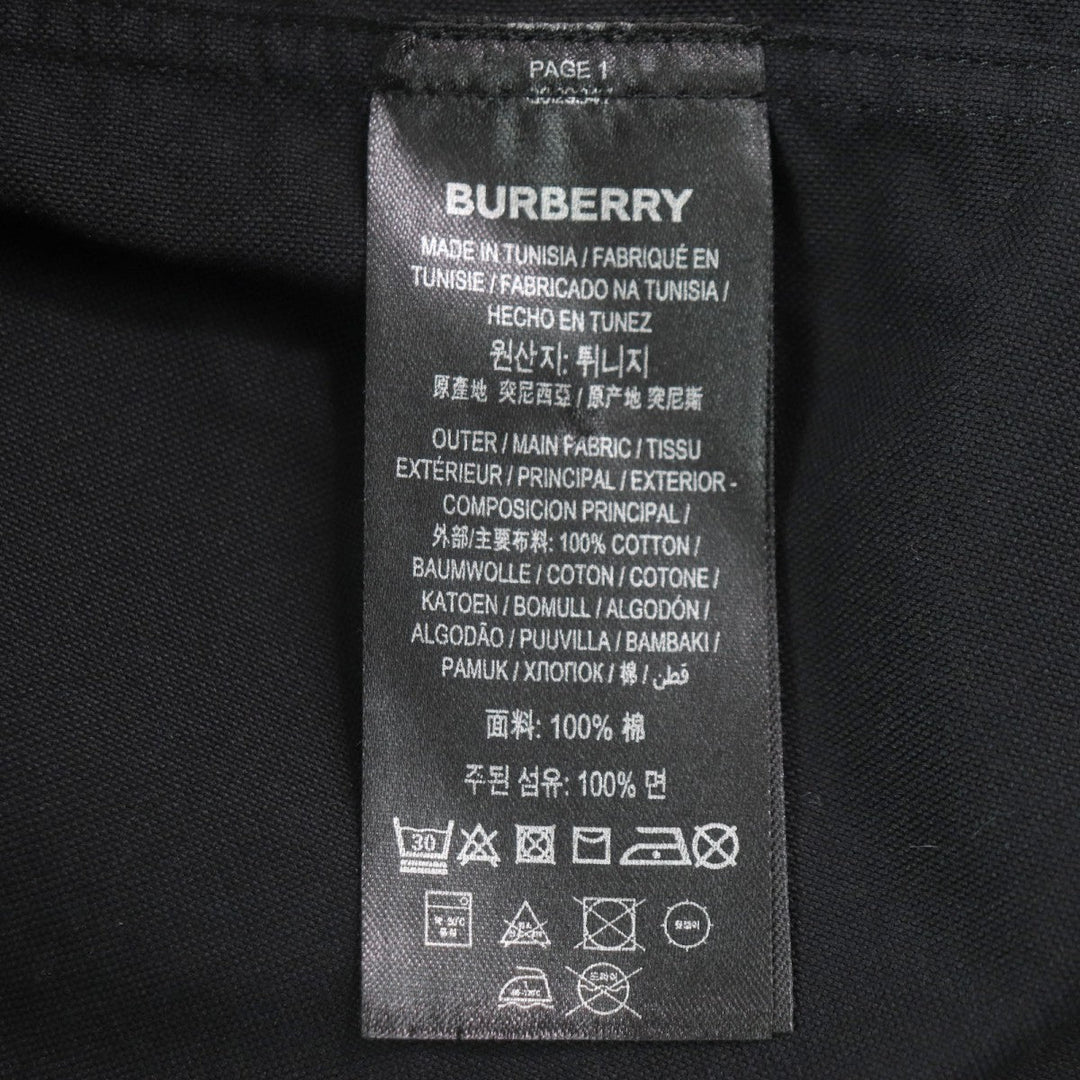 PAGE 1
BURBERRY
MADE IN TUNISIA / FABRIQUÉ EN
TUNISIE / FABRICADO NA TUNISIA /
HECHO EN TUNEZ
원산지: 튀니지
原產地 突尼西亞 / 原产地 突尼斯
OUTER / MAIN FABRIC / TISSU
EXTÉRIEUR / PRINCIPAL / EXTERIOR -
COMPOSICION PRINCIPAL /
外部/主要布料: 100% COTTON /
BAUMWOLLE / COTON / COTONE /
KATOEN / BOMULL / ALGODÓN /
ALGODÃO / PUUVILLA / BAMBAKI /
PAMUK / ХЛОПОК / 棉 / قطن
面料: 100% 棉
주된 섬유: 100% 면
30
드라이